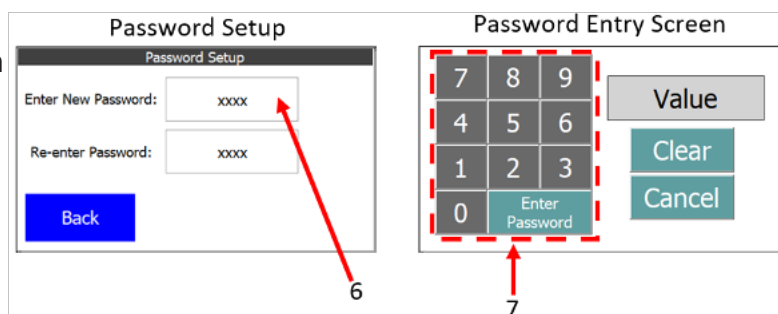 Password Setup
Password Setup
Enter New Password:
xxxx
Re-enter Password:
xxxx
Back
6
Password Entry Screen
7 8 9
4 5 6
1 2 3
0 Enter
Password
Value
Clear
Cancel
7